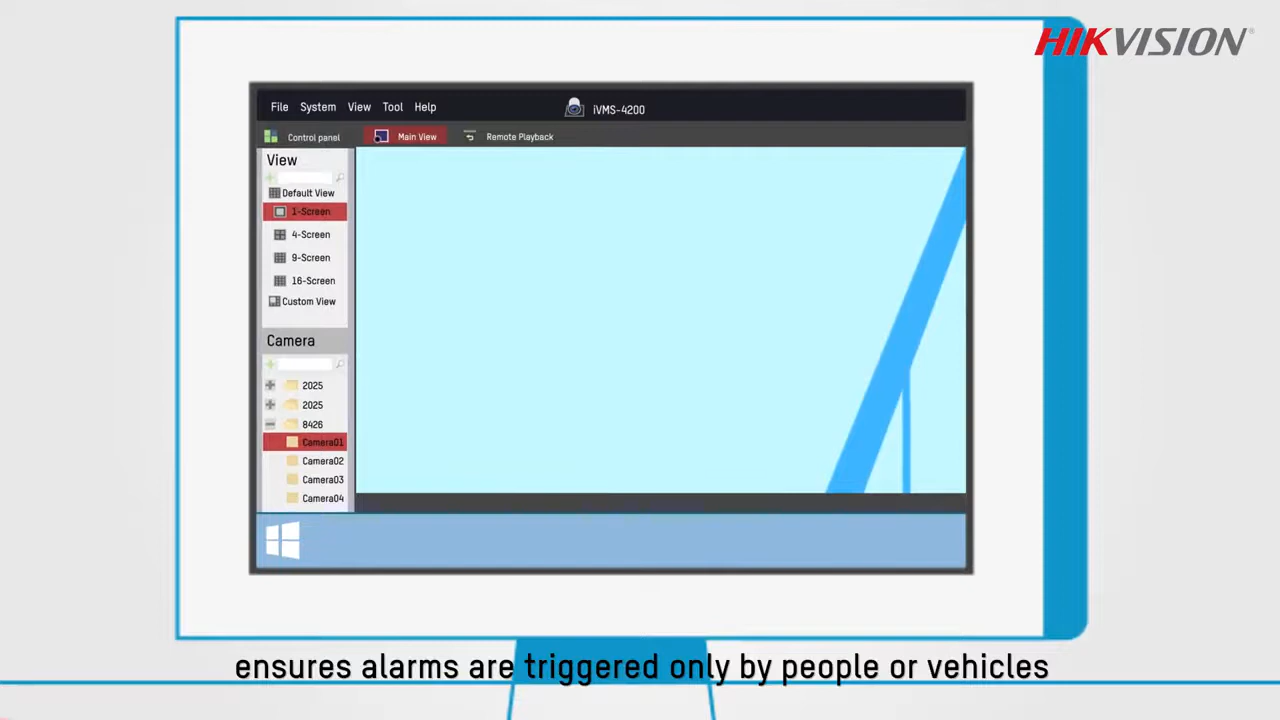 HIKVISION®
File System View Tool Help
iVMS-4200
Control panel Main View Remote Playback
View
Default View
1-Screen
4-Screen
9-Screen
16-Screen
Custom View
Camera
2025
2025
8426
Camera01
Camera02
Camera03
Camera04
ensures alarms are triggered only by people or vehicles